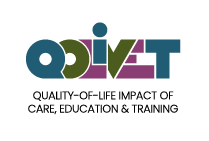 QOLIVET
QUALITY-OF-LIFE IMPACT OF
CARE, EDUCATION & TRAINING